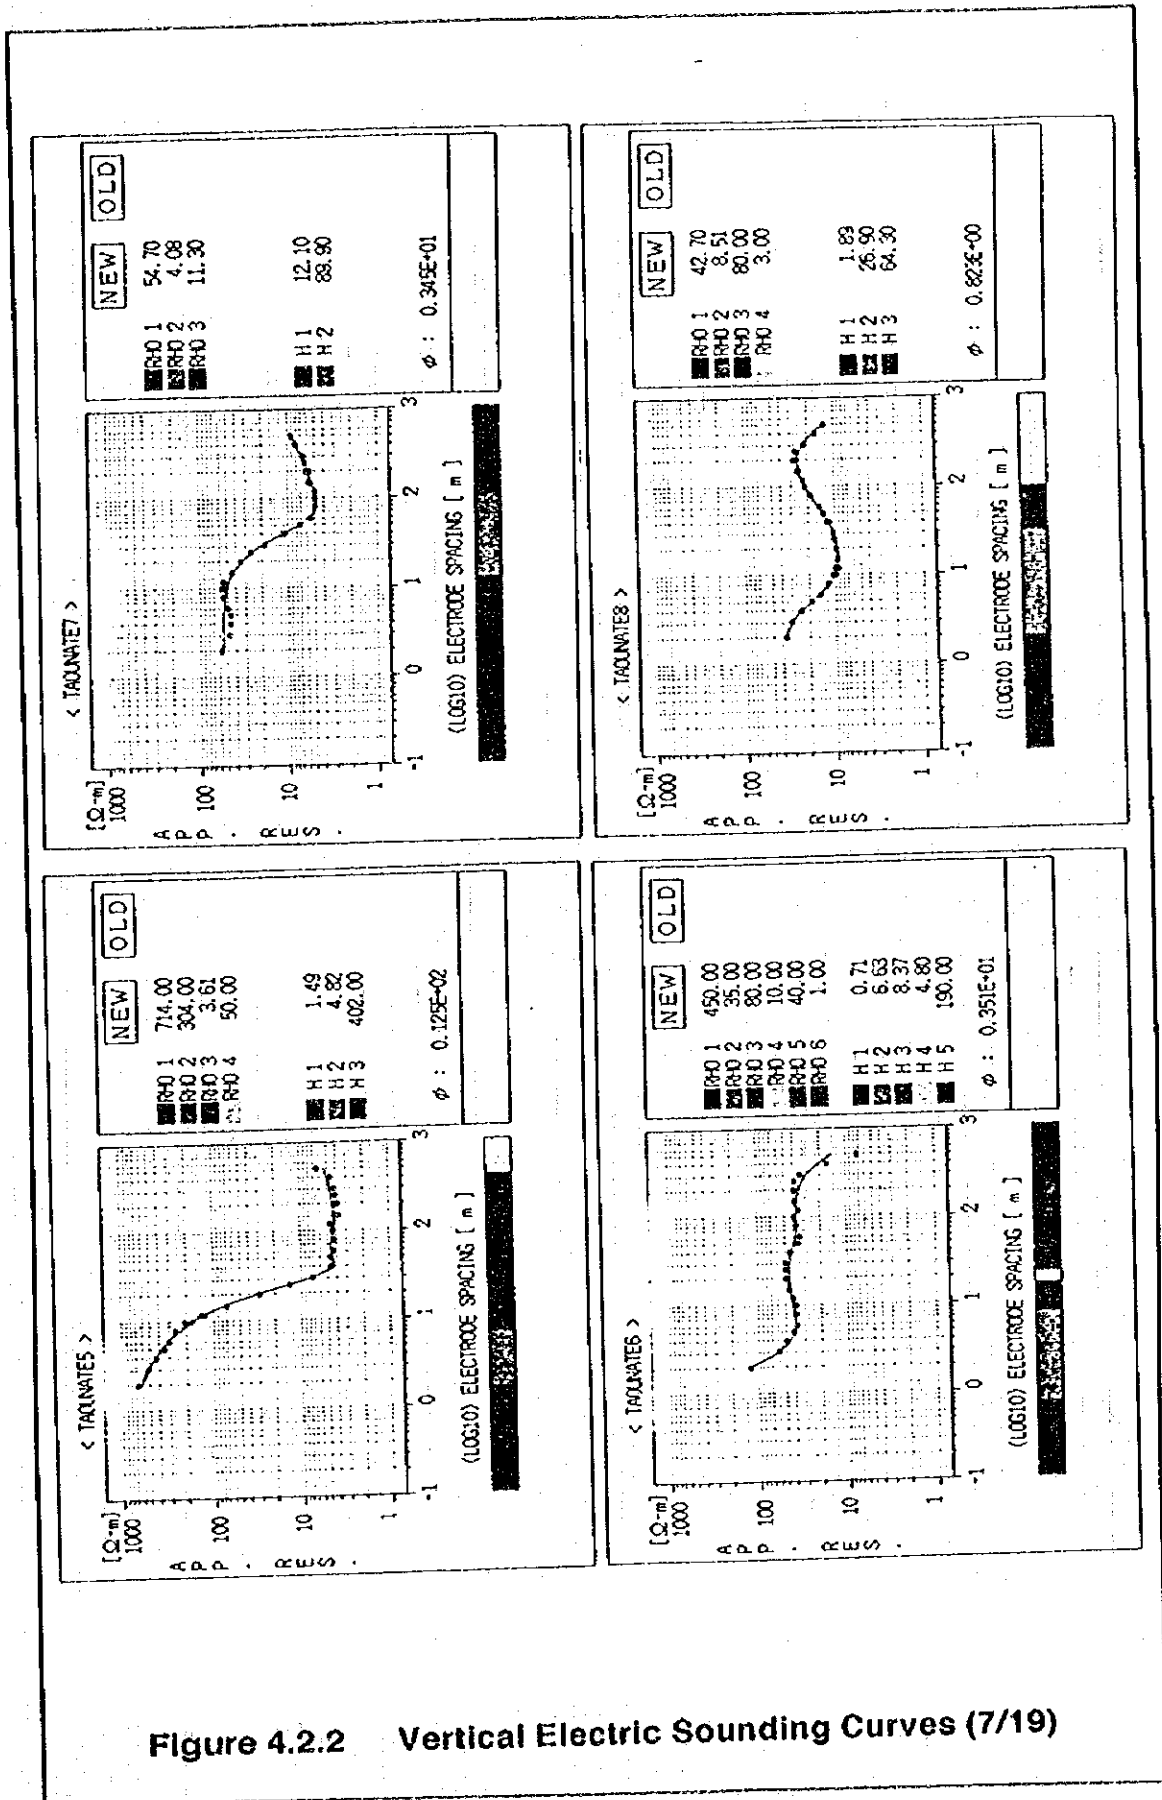 < TAOUNATE5 >
[Ω-m]
1000
100
10
1
APP. RES.
-1 0 1 2 3
(LOG10) ELECTRODE SPACING [ m ]
NEW OLD
RHO 1 714.00
RHO 2 304.00
RHO 3 3.61
RHO 4 50.00
H 1 1.49
H 2 4.82
H 3 402.00
φ : 0.125E+02
< TAOUNATE7 >
[Ω-m]
1000
100
10
1
APP. RES.
-1 0 1 2 3
(LOG10) ELECTRODE SPACING [ m ]
NEW OLD
RHO 1 54.70
RHO 2 4.08
RHO 3 11.30
H 1 12.10
H 2 89.90
φ : 0.345E+01
< TAOUNATE6 >
[Ω-m]
1000
100
10
1
APP. RES.
-1 0 1 2 3
(LOG10) ELECTRODE SPACING [ m ]
NEW OLD
RHO 1 450.00
RHO 2 35.00
RHO 3 80.00
RHO 4 10.00
RHO 5 40.00
RHO 6 1.00
H 1 0.71
H 2 6.63
H 3 8.37
H 4 4.80
H 5 190.00
φ : 0.351E+01
< TAOUNATE8 >
[Ω-m]
1000
100
10
1
APP. RES.
-1 0 1 2 3
(LOG10) ELECTRODE SPACING [ m ]
NEW OLD
RHO 1 42.70
RHO 2 8.51
RHO 3 80.00
RHO 4 3.00
H 1 1.89
H 2 26.90
H 3 64.30
φ : 0.823E+00
Figure 4.2.2 Vertical Electric Sounding Curves (7/19)